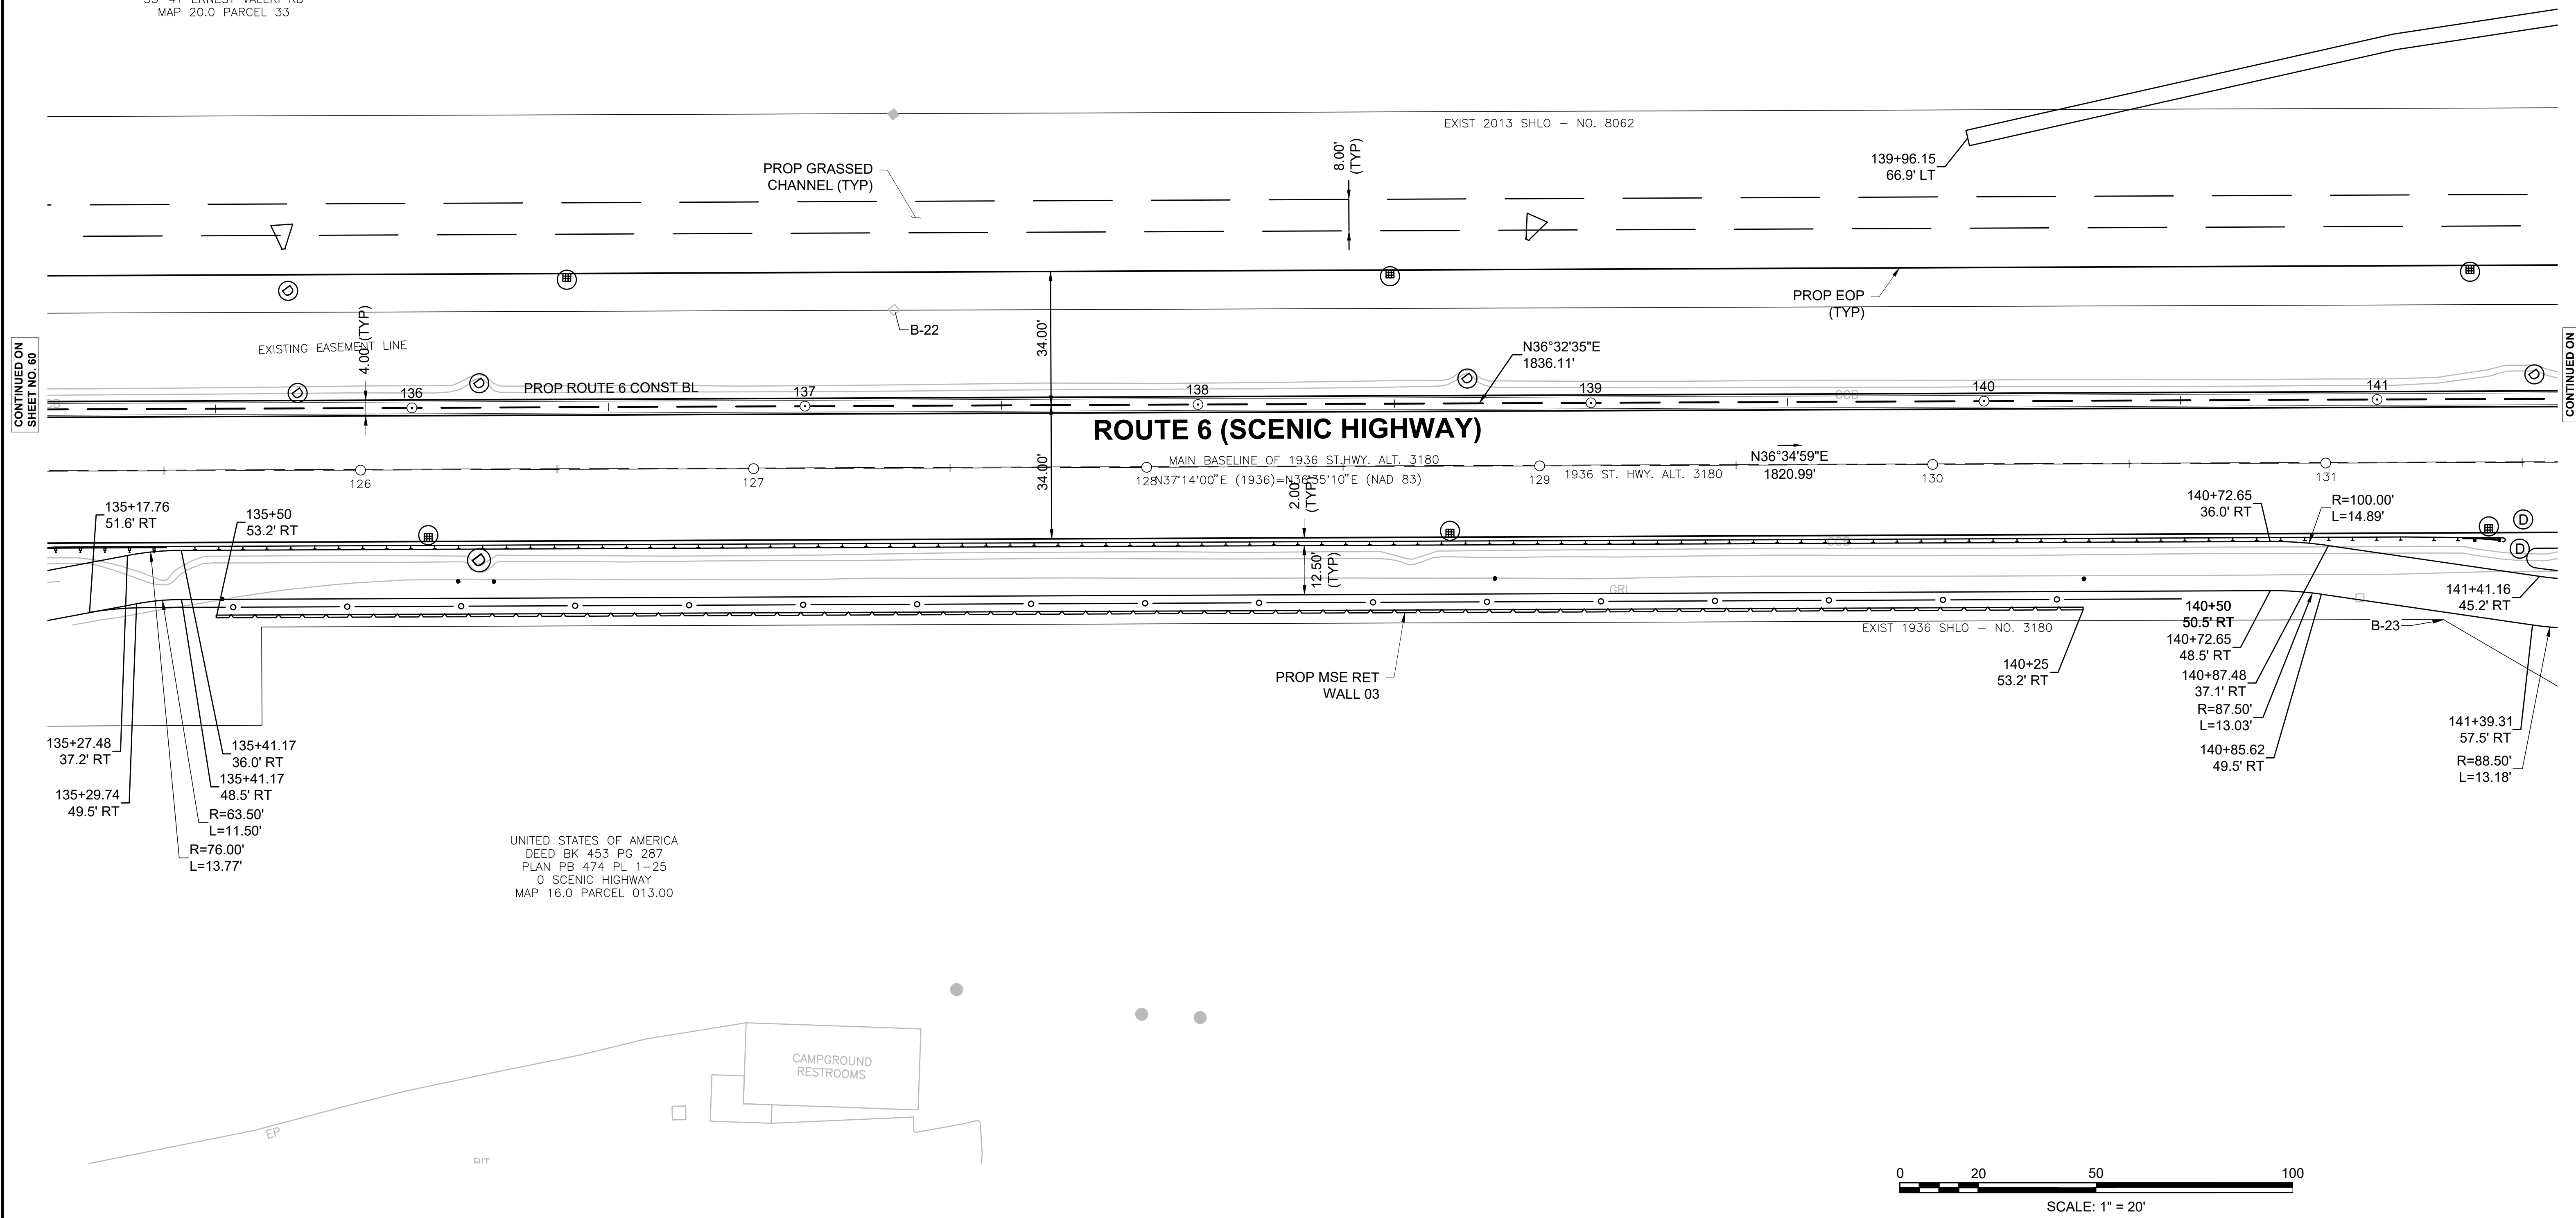 MAP 20.0 PARCEL 33
EXIST 2013 SHLO – NO. 8062
8.00'
(TYP)
PROP GRASSED
CHANNEL (TYP)
139+96.15
66.9' LT
PROP EOP
(TYP)
B-22
34.00'
EXISTING EASEMENT LINE
4.00' (TYP)
CONTINUED ON
SHEET NO. 60
CONTINUED ON
N36°32'35"E
1836.11'
PROP ROUTE 6 CONST BL
136
137
138
139
140
141
CCB
ROUTE 6 (SCENIC HIGHWAY)
34.00'
MAIN BASELINE OF 1936 ST.HWY. ALT. 3180
N37°14'00"E (1936)=N36°35'10"E (NAD 83)
1936 ST. HWY. ALT. 3180
N36°34'59"E
1820.99'
126
127
128
129
130
131
2.00'
(TYP)
135+17.76
51.6' RT
135+50
53.2' RT
140+72.65
36.0' RT
R=100.00'
L=14.89'
D
D
D
D
D
D
D
D
CCB
12.50'
(TYP)
GRL
141+41.16
45.2' RT
140+50
50.5' RT
EXIST 1936 SHLO – NO. 3180
B-23
140+72.65
48.5' RT
140+25
53.2' RT
PROP MSE RET
WALL 03
140+87.48
37.1' RT
R=87.50'
L=13.03'
141+39.31
57.5' RT
140+85.62
49.5' RT
R=88.50'
L=13.18'
135+27.48
37.2' RT
135+41.17
36.0' RT
135+41.17
48.5' RT
135+29.74
49.5' RT
R=63.50'
L=11.50'
R=76.00'
L=13.77'
UNITED STATES OF AMERICA
DEED BK 453 PG 287
PLAN PB 474 PL 1–25
0 SCENIC HIGHWAY
MAP 16.0 PARCEL 013.00
CAMPGROUND
RESTROOMS
EP
BIT
0
20
50
100
SCALE: 1" = 20'